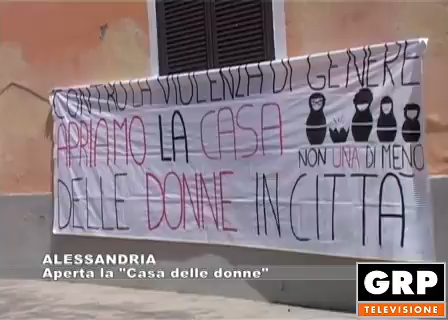 CONTRO LA VIOLENZA DI GENERE
APRIAMO LA CASA
NON UNA DI MENO
DELLE DONNE IN CITTÀ
ALESSANDRIA
Aperta la "Casa delle donne"
GRP
TELEVISIONE